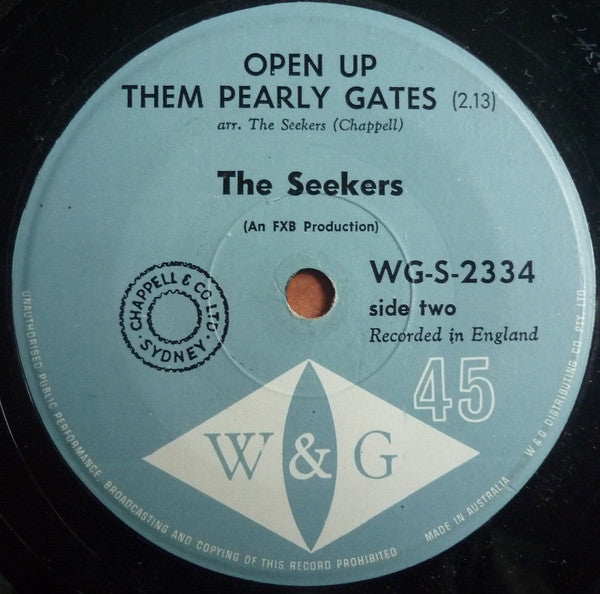 OPEN UP
THEM PEARLY GATES (2.13)
arr. The Seekers (Chappell)
The Seekers
(An FXB Production)
WG-S-2334
side two
Recorded in England
CHAPPELL & CO. LTD.
SYDNEY
45
W & G
UNAUTHORISED PUBLIC PERFORMANCE, BROADCASTING AND COPYING OF THIS RECORD PROHIBITED
MADE IN AUSTRALIA
W & G DISTRIBUTING CO. PTY. LTD.